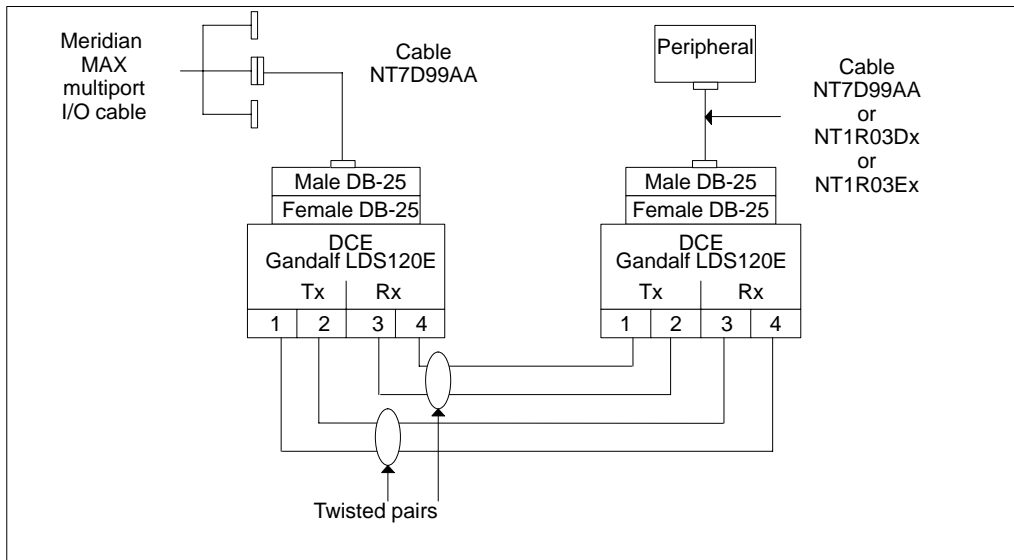 Meridian
MAX
multiport
I/O cable
Cable
NT7D99AA
Peripheral
Cable
NT7D99AA
or
NT1R03Dx
or
NT1R03Ex
Male DB-25
Female DB-25
DCE
Gandalf LDS120E
Tx Rx
1 2 3 4
Male DB-25
Female DB-25
DCE
Gandalf LDS120E
Tx Rx
1 2 3 4
Twisted pairs